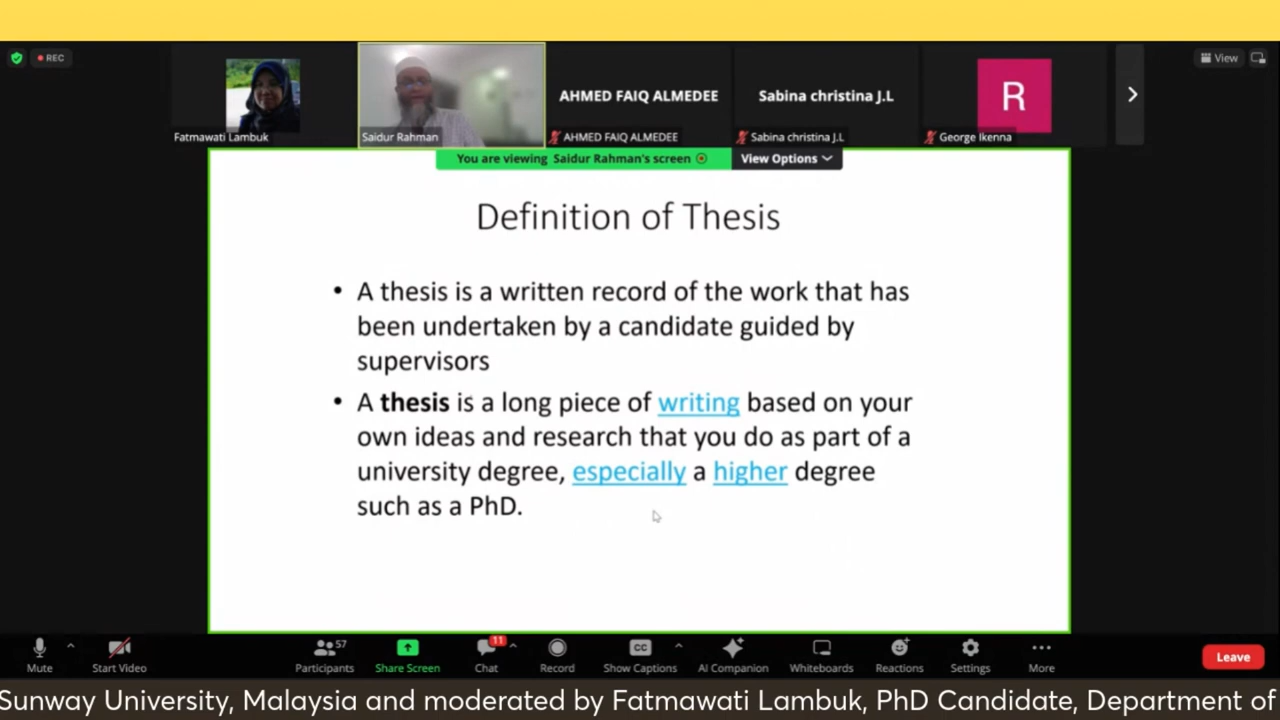 REC
View
AHMED FAIQ ALMEDEE
Sabina christina J.L
R
Fatmawati Lambuk
Saidur Rahman
AHMED FAIQ ALMEDEE
Sabina christina J.L
George Ikenna
You are viewing Saidur Rahman's screen
View Options
Definition of Thesis
• A thesis is a written record of the work that has
been undertaken by a candidate guided by
supervisors
• A thesis is a long piece of writing based on your
own ideas and research that you do as part of a
university degree, especially a higher degree
such as a PhD.
57
11
CC
Mute
Start Video
Participants
Share Screen
Chat
Record
Show Captions
AI Companion
Whiteboards
Reactions
Settings
More
Leave
Sunway University, Malaysia and moderated by Fatmawati Lambuk, PhD Candidate, Department of